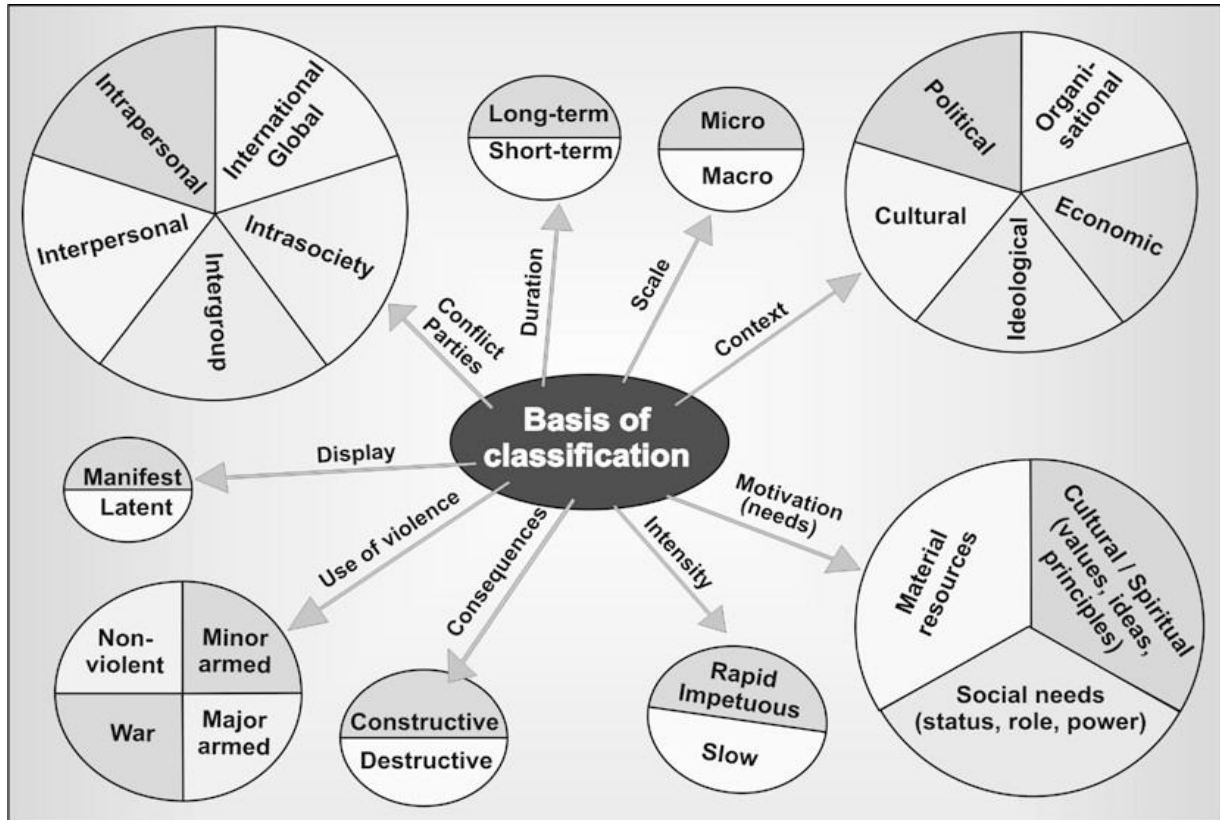 Intrapersonal
International
Global
Interpersonal
Intrasociety
Intergroup
Long-term
Short-term
Micro
Macro
Political
Organi-
sational
Cultural
Economic
Ideological
Conflict
Parties
Duration
Scale
Context
Basis of
classification
Display
Manifest
Latent
Use of violence
Consequences
Intensity
Motivation
(needs)
Non-
violent
Minor
armed
War
Major
armed
Constructive
Destructive
Rapid
Impetuous
Slow
Material
resources
Cultural / Spiritual
(values, ideas,
principles)
Social needs
(status, role, power)